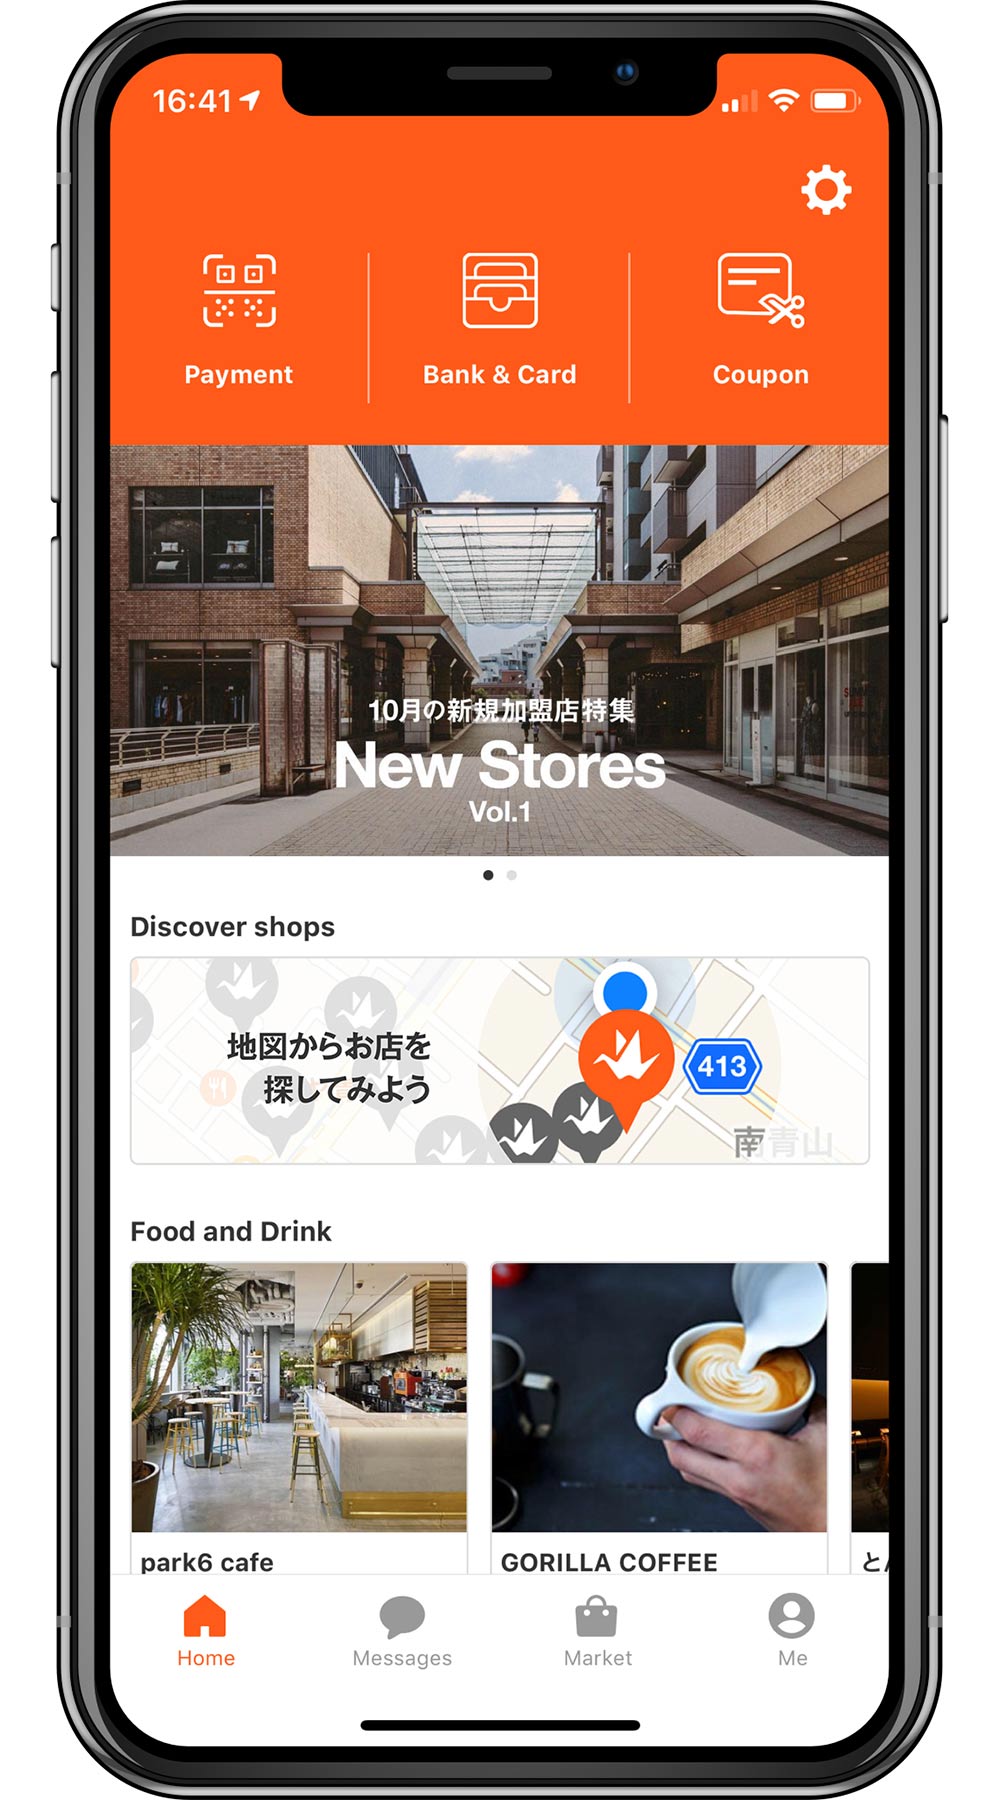 16:41
Payment
Bank & Card
Coupon
10月の新規加盟店特集
New Stores
Vol.1
Discover shops
地図からお店を
探してみよう
413
南青山
Food and Drink
park6 cafe
GORILLA COFFEE
Home
Messages
Market
Me